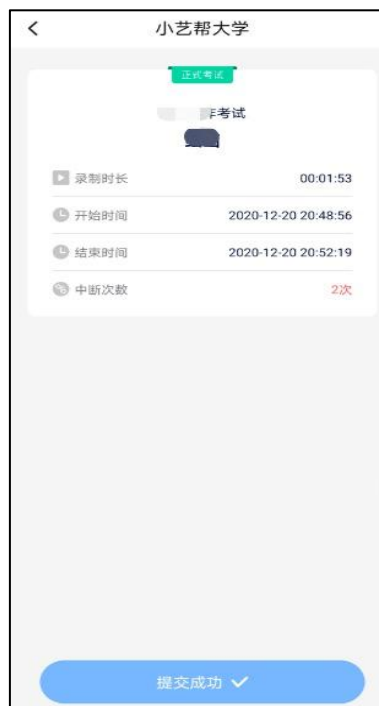 小艺帮大学
正式考试
考试
录制时长 00:01:53
开始时间 2020-12-20 20:48:56
结束时间 2020-12-20 20:52:19
中断次数 2次
提交成功